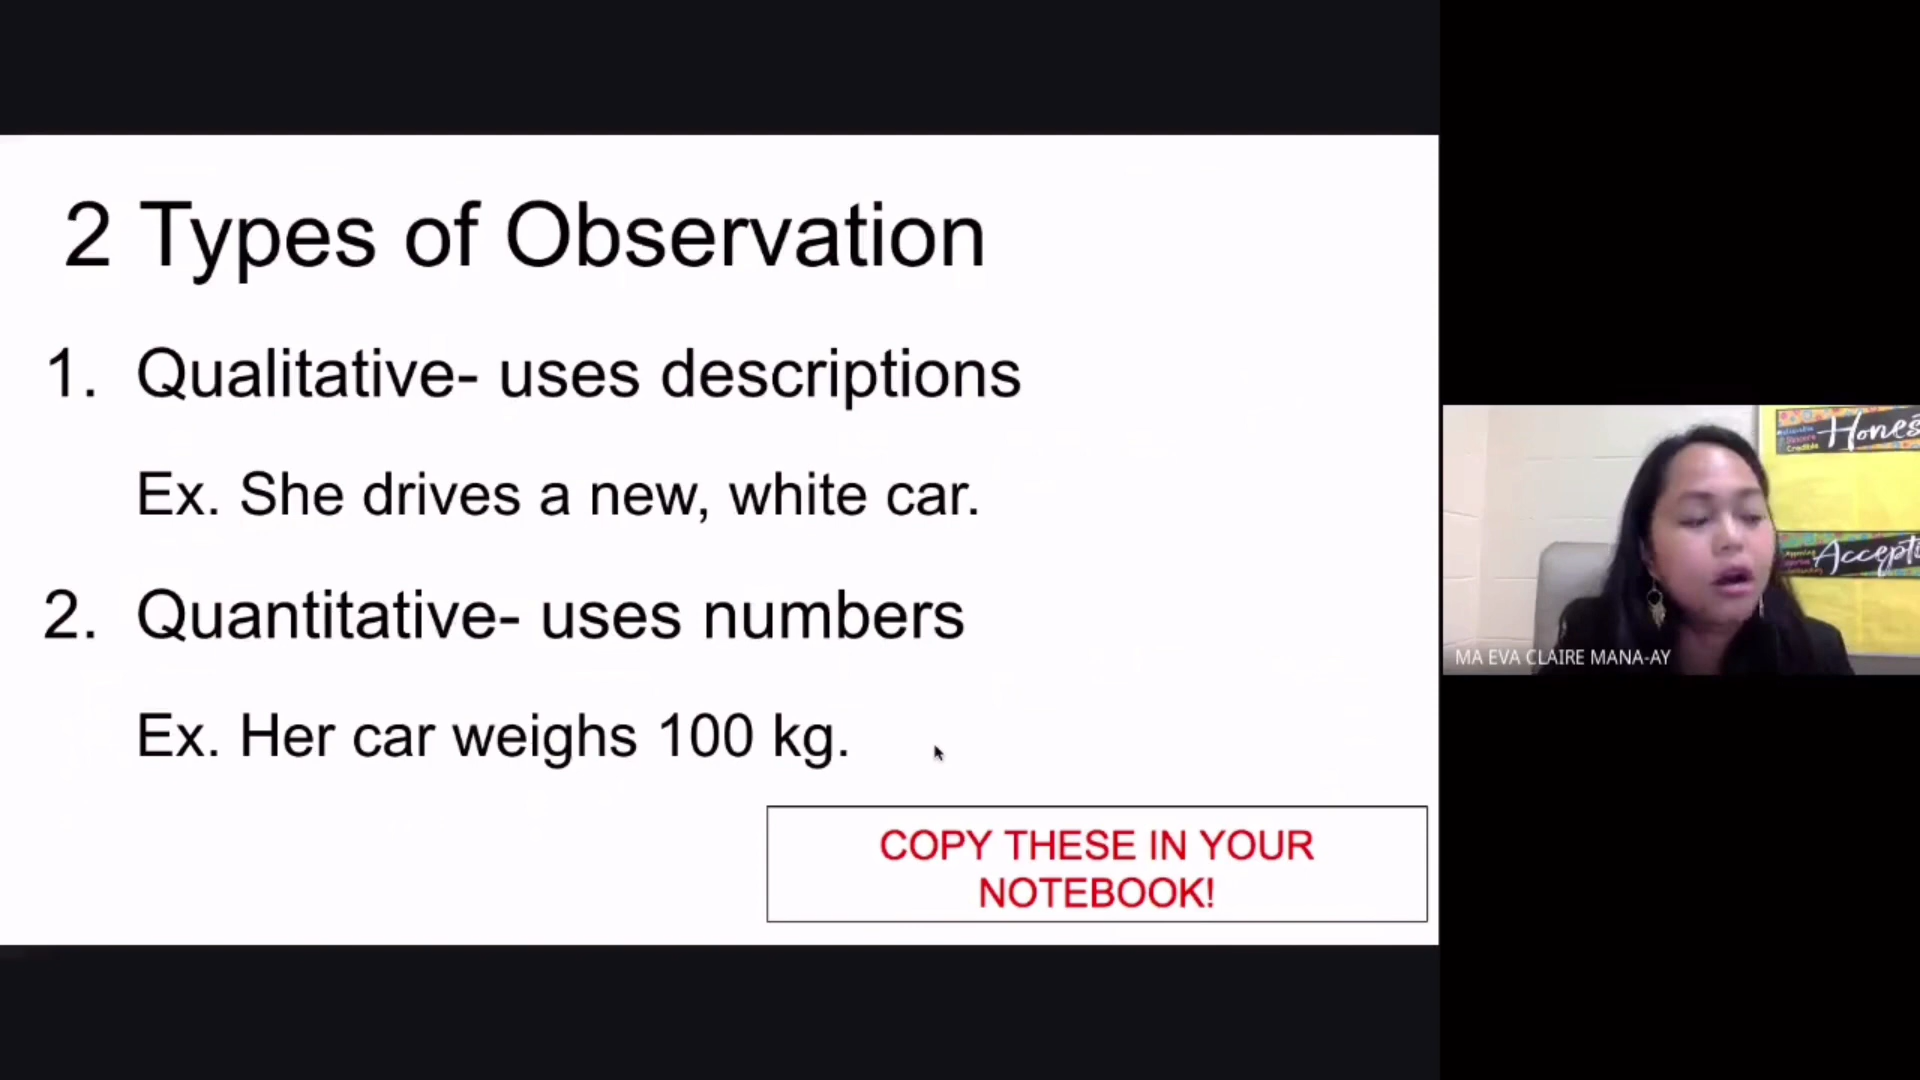 2 Types of Observation
1. Qualitative- uses descriptions
Ex. She drives a new, white car.
2. Quantitative- uses numbers
Ex. Her car weighs 100 kg.
COPY THESE IN YOUR
NOTEBOOK!
Hones
Accept
MA EVA CLAIRE MANA-AY